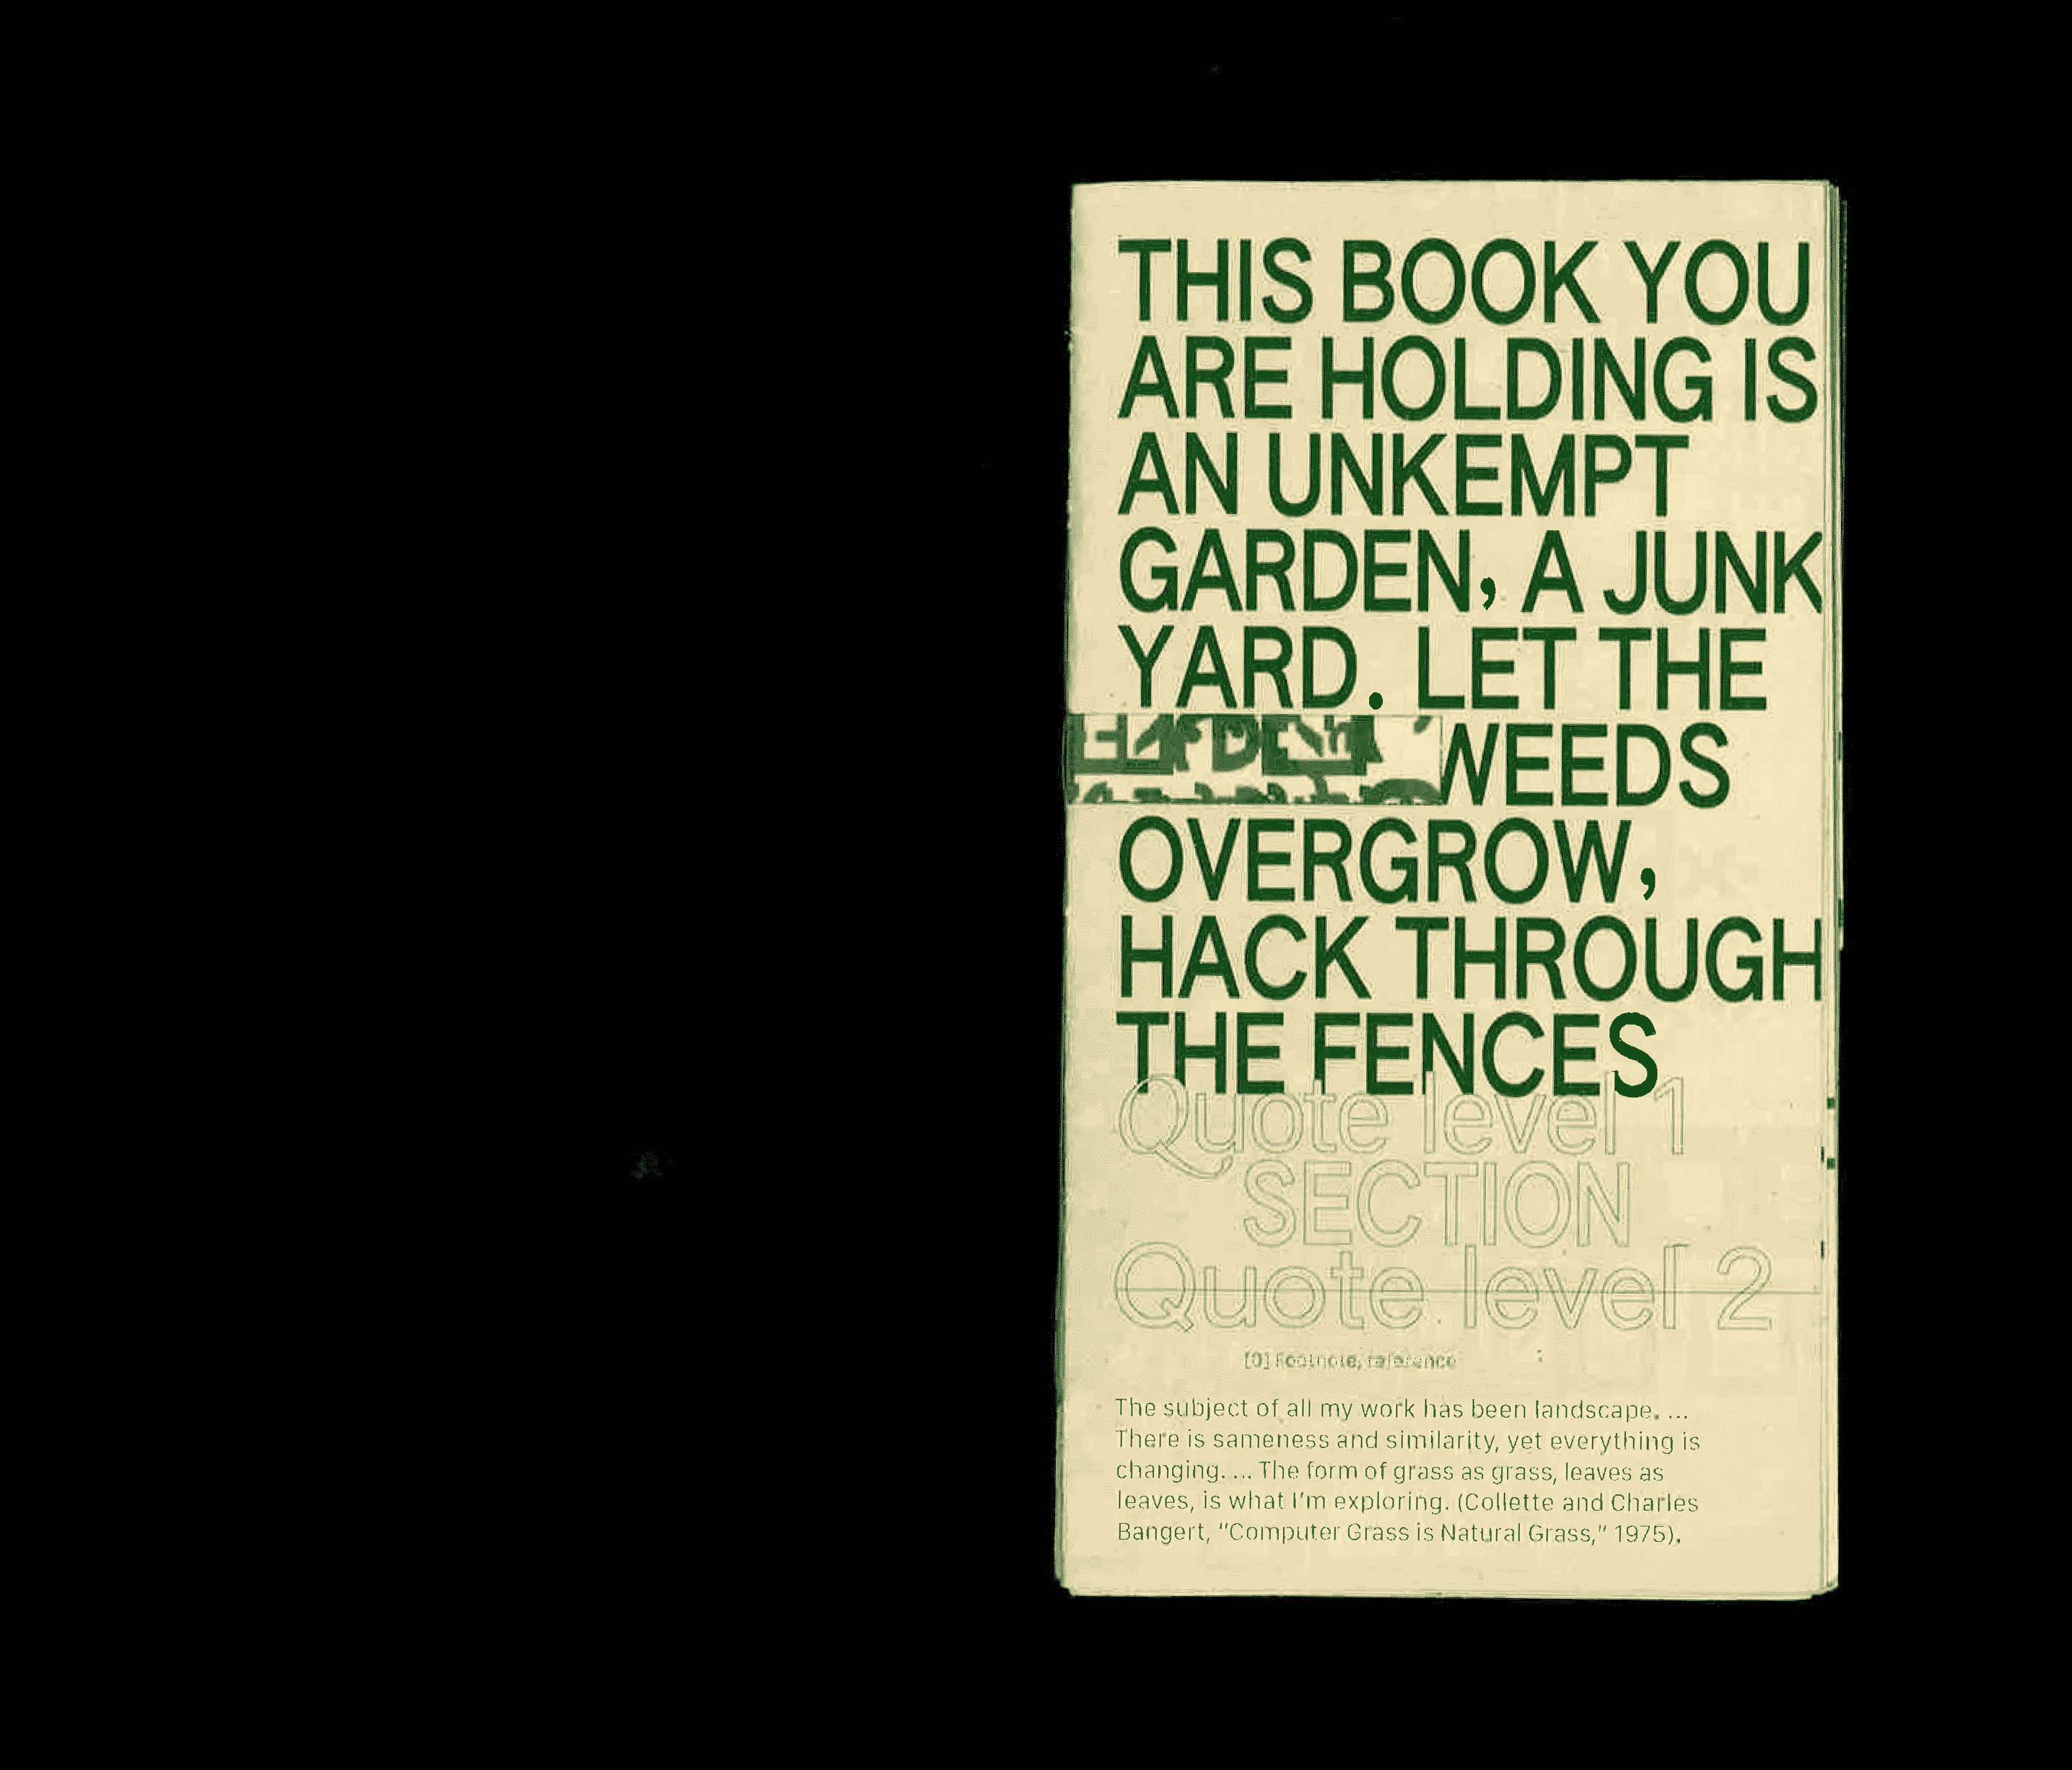 THIS BOOK YOU
ARE HOLDING IS
AN UNKEMPT
GARDEN, A JUNK
YARD. LET THE
WEEDS
OVERGROW,
HACK THROUGH
THE FENCES
Quote level 1
SECTION
Quote level 2
[0] Footnote, reference
The subject of all my work has been landscape. ...
There is sameness and similarity, yet everything is
changing. ... The form of grass as grass, leaves as
leaves, is what I'm exploring. (Collette and Charles
Bangert, "Computer Grass is Natural Grass," 1975).